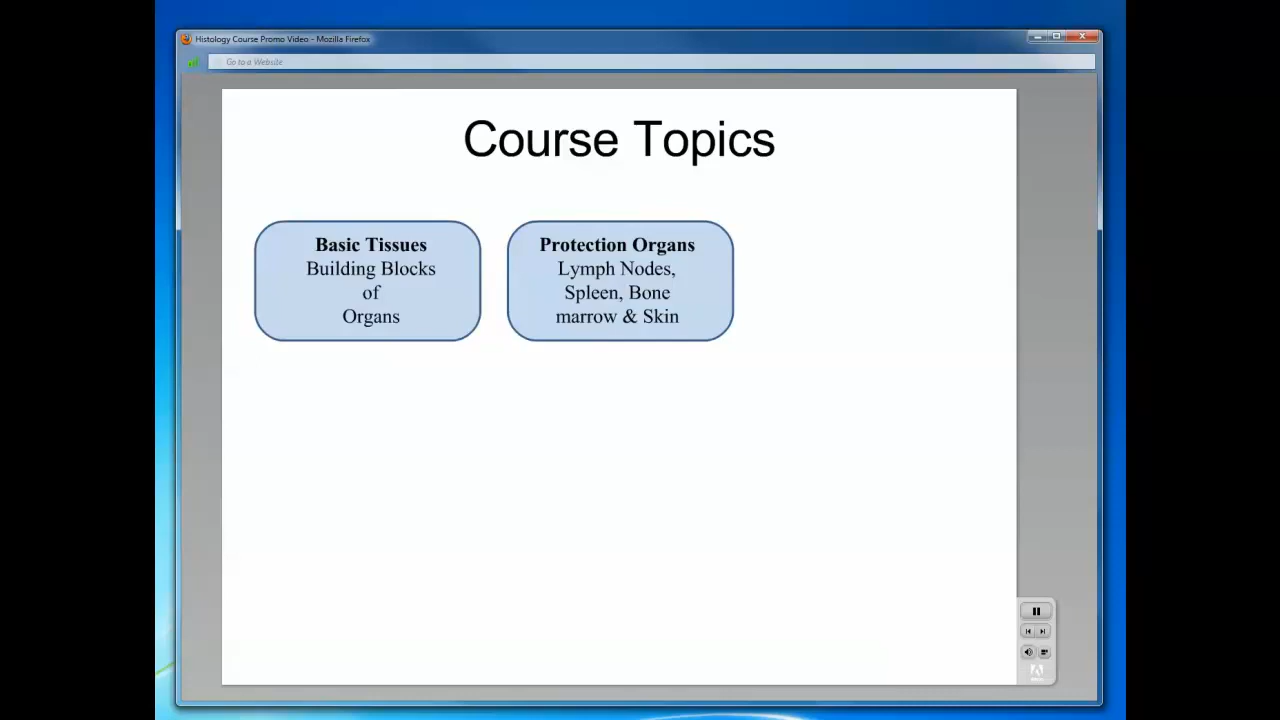 Histology Course Promo Video - Mozilla Firefox
Go to a Website
Course Topics
Basic Tissues
Building Blocks
of
Organs
Protection Organs
Lymph Nodes,
Spleen, Bone
marrow & Skin